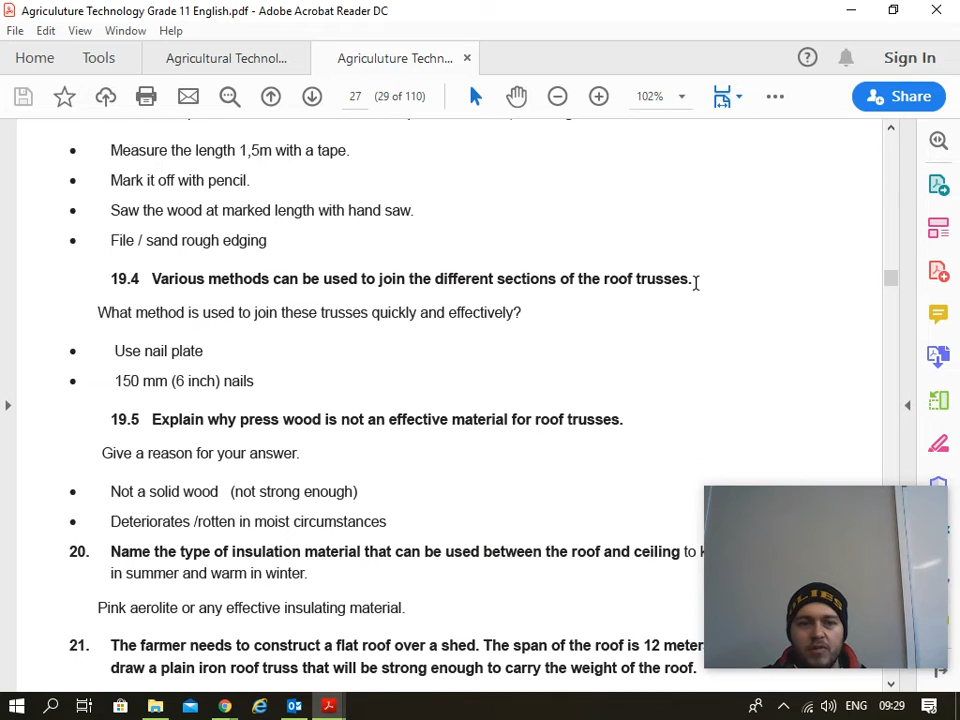 Agriculuture Technology Grade 11 English.pdf - Adobe Acrobat Reader DC
File Edit View Window Help
Home Tools Agricultural Technol... Agriculuture Techn... × Sign In
27 (29 of 110) 102% Share
• Measure the length 1,5m with a tape.
• Mark it off with pencil.
• Saw the wood at marked length with hand saw.
• File / sand rough edging
19.4 Various methods can be used to join the different sections of the roof trusses.
What method is used to join these trusses quickly and effectively?
• Use nail plate
• 150 mm (6 inch) nails
19.5 Explain why press wood is not an effective material for roof trusses.
Give a reason for your answer.
• Not a solid wood (not strong enough)
• Deteriorates /rotten in moist circumstances
20. Name the type of insulation material that can be used between the roof and ceiling to
in summer and warm in winter.
Pink aerolite or any effective insulating material.
21. The farmer needs to construct a flat roof over a shed. The span of the roof is 12
draw a plain iron roof truss that will be strong enough to carry the weight of the roof.
ENG 09:29